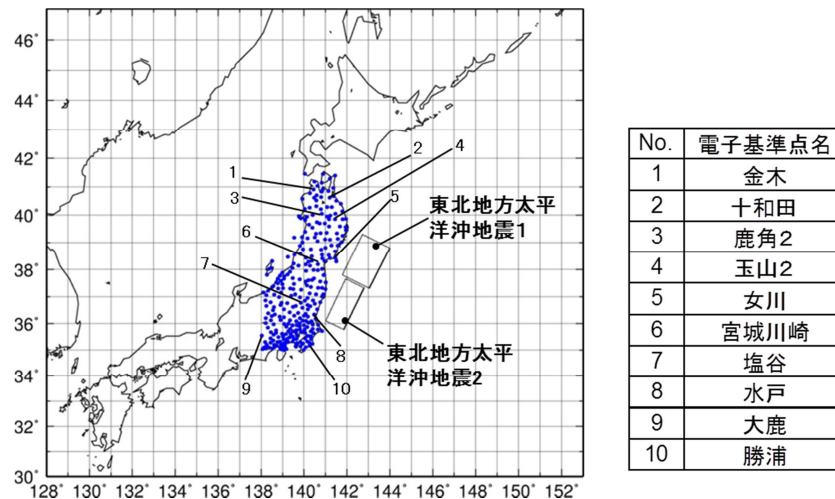 46°
44°
42°
40°
38°
36°
34°
32°
30°
128°
130°
132°
134°
136°
138°
140°
142°
144°
146°
148°
150°
152°
1
2
3
4
5
6
7
8
9
10
東北地方太平
洋沖地震1
東北地方太平
洋沖地震2
No. 電子基準点名
1 金木
2 十和田
3 鹿角2
4 玉山2
5 女川
6 宮城川崎
7 塩谷
8 水戸
9 大鹿
10 勝浦